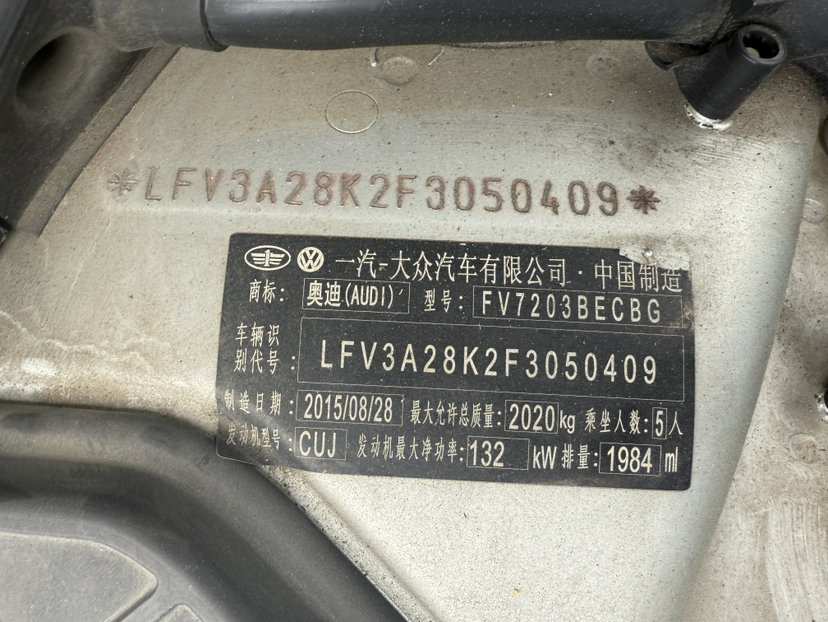 *LFV3A28K2F3050409*
一汽-大众汽车有限公司·中国制造
商标: 奥迪(AUDI) 型号: FV7203BECBG
车辆识别代号: LFV3A28K2F3050409
制造日期: 2015/08/28 最大允许总质量: 2020kg 乘坐人数: 5人
发动机型号: CUJ 发动机最大净功率: 132 kW 排量: 1984 ml